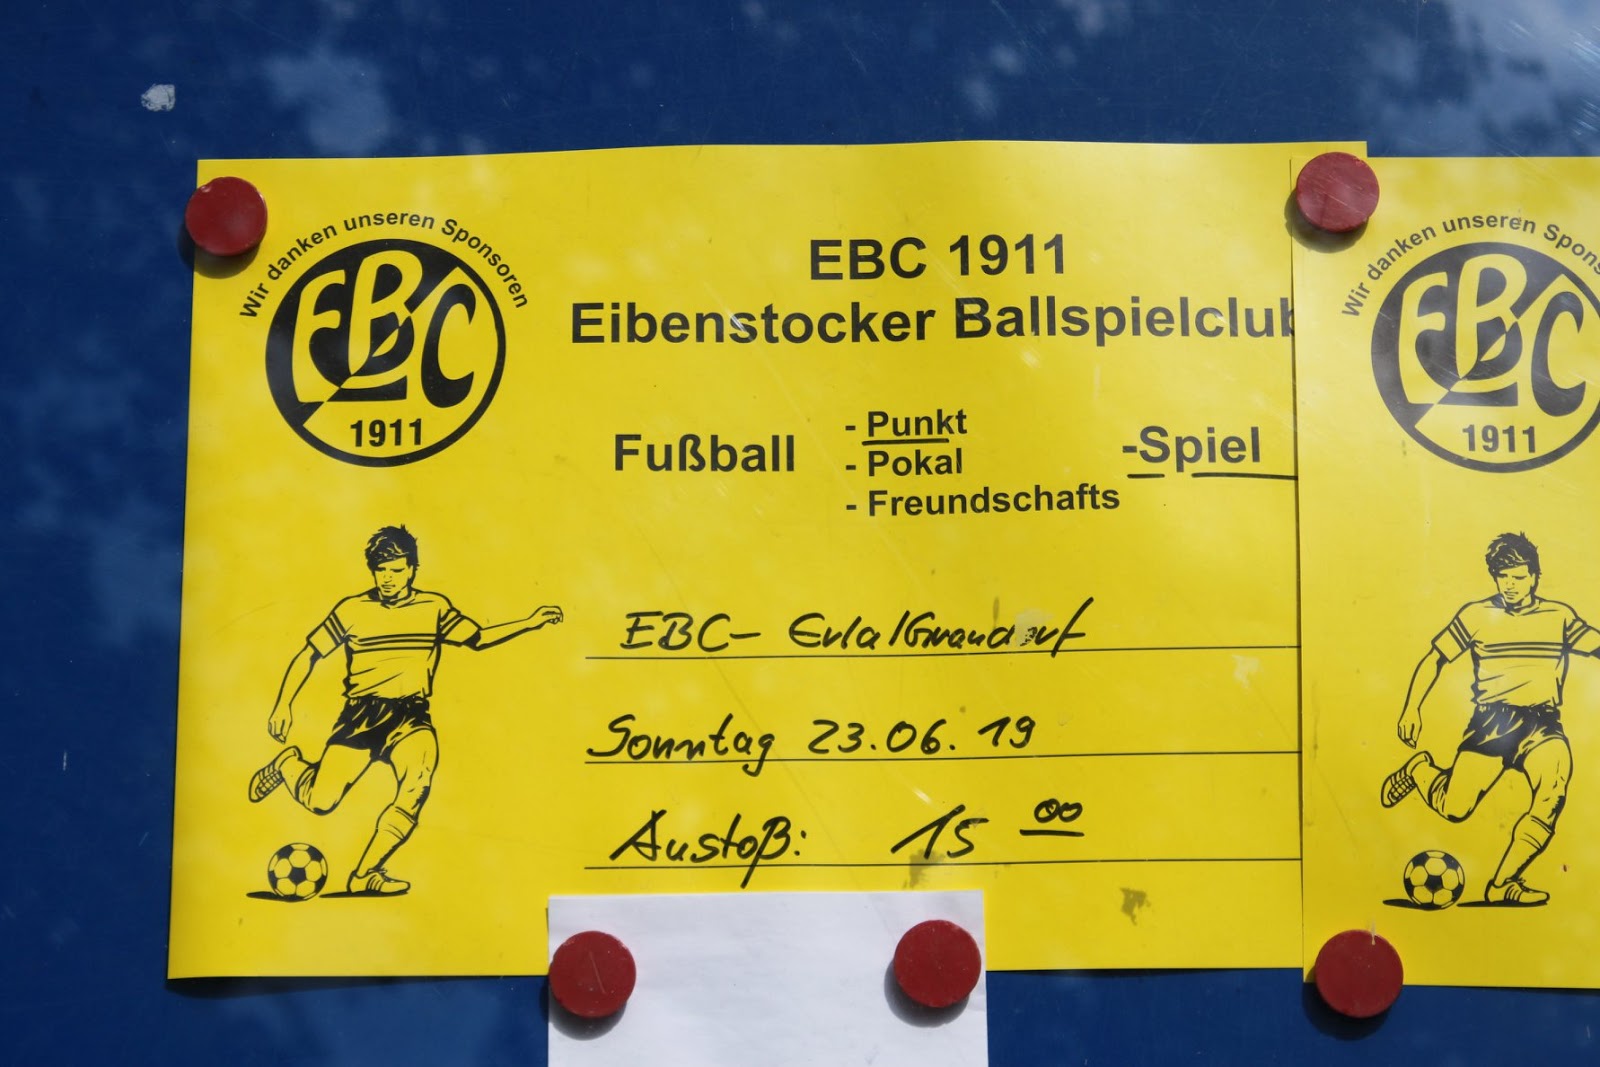 Wir danken unseren Sponsoren
EBC
1911
EBC 1911
Eibenstocker Ballspielclub
Fußball
- Punkt
- Pokal
- Freundschafts
-Spiel
EBC- Erla/Grandorf
Sonntag 23.06.19
Austoß: 15 00
Wir danken unseren Spons
EBC
1911